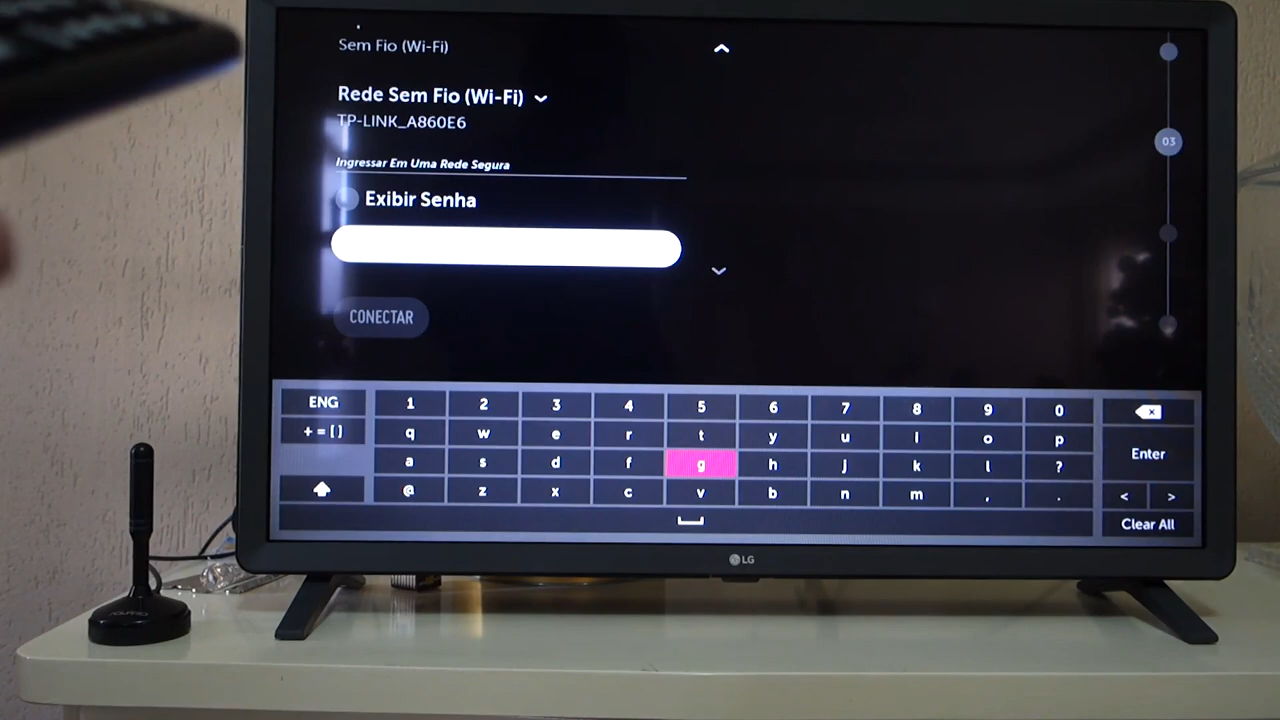 Sem Fio (Wi-Fi)
Rede Sem Fio (Wi-Fi)
TP-LINK_A860E6
03
Ingressar Em Uma Rede Segura
Exibir Senha
CONECTAR
ENG 1 2 3 4 5 6 7 8 9 0
+ = [ ] q w e r t y u i o p
a s d f g h j k l ? Enter
@ z x c v b n m , . < >
Clear All
LG